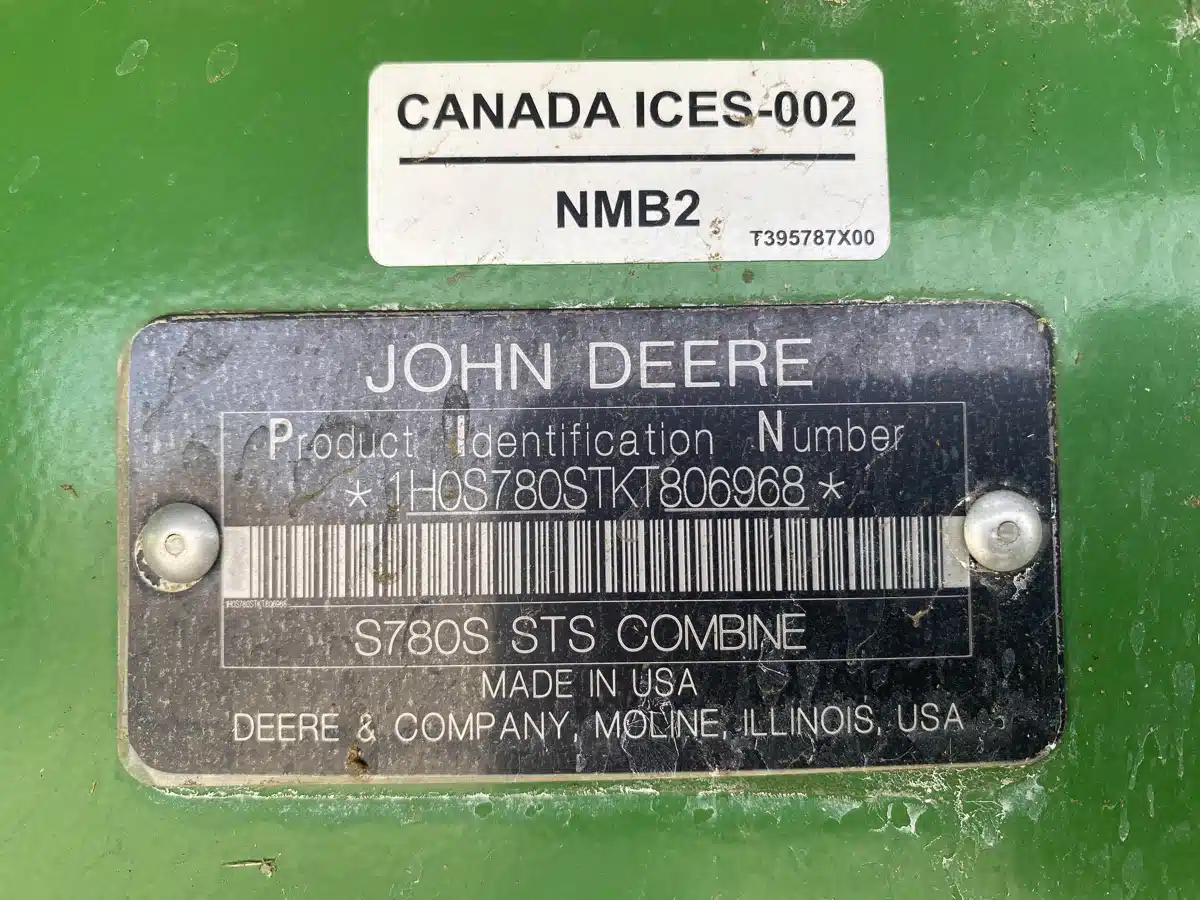 CANADA ICES-002
NMB2
T395787X00
JOHN DEERE
Product Identification Number
*1H0S780STKT806968*
1H0S780STKT806968
S780S STS COMBINE
MADE IN USA
DEERE & COMPANY, MOLINE, ILLINOIS, USA